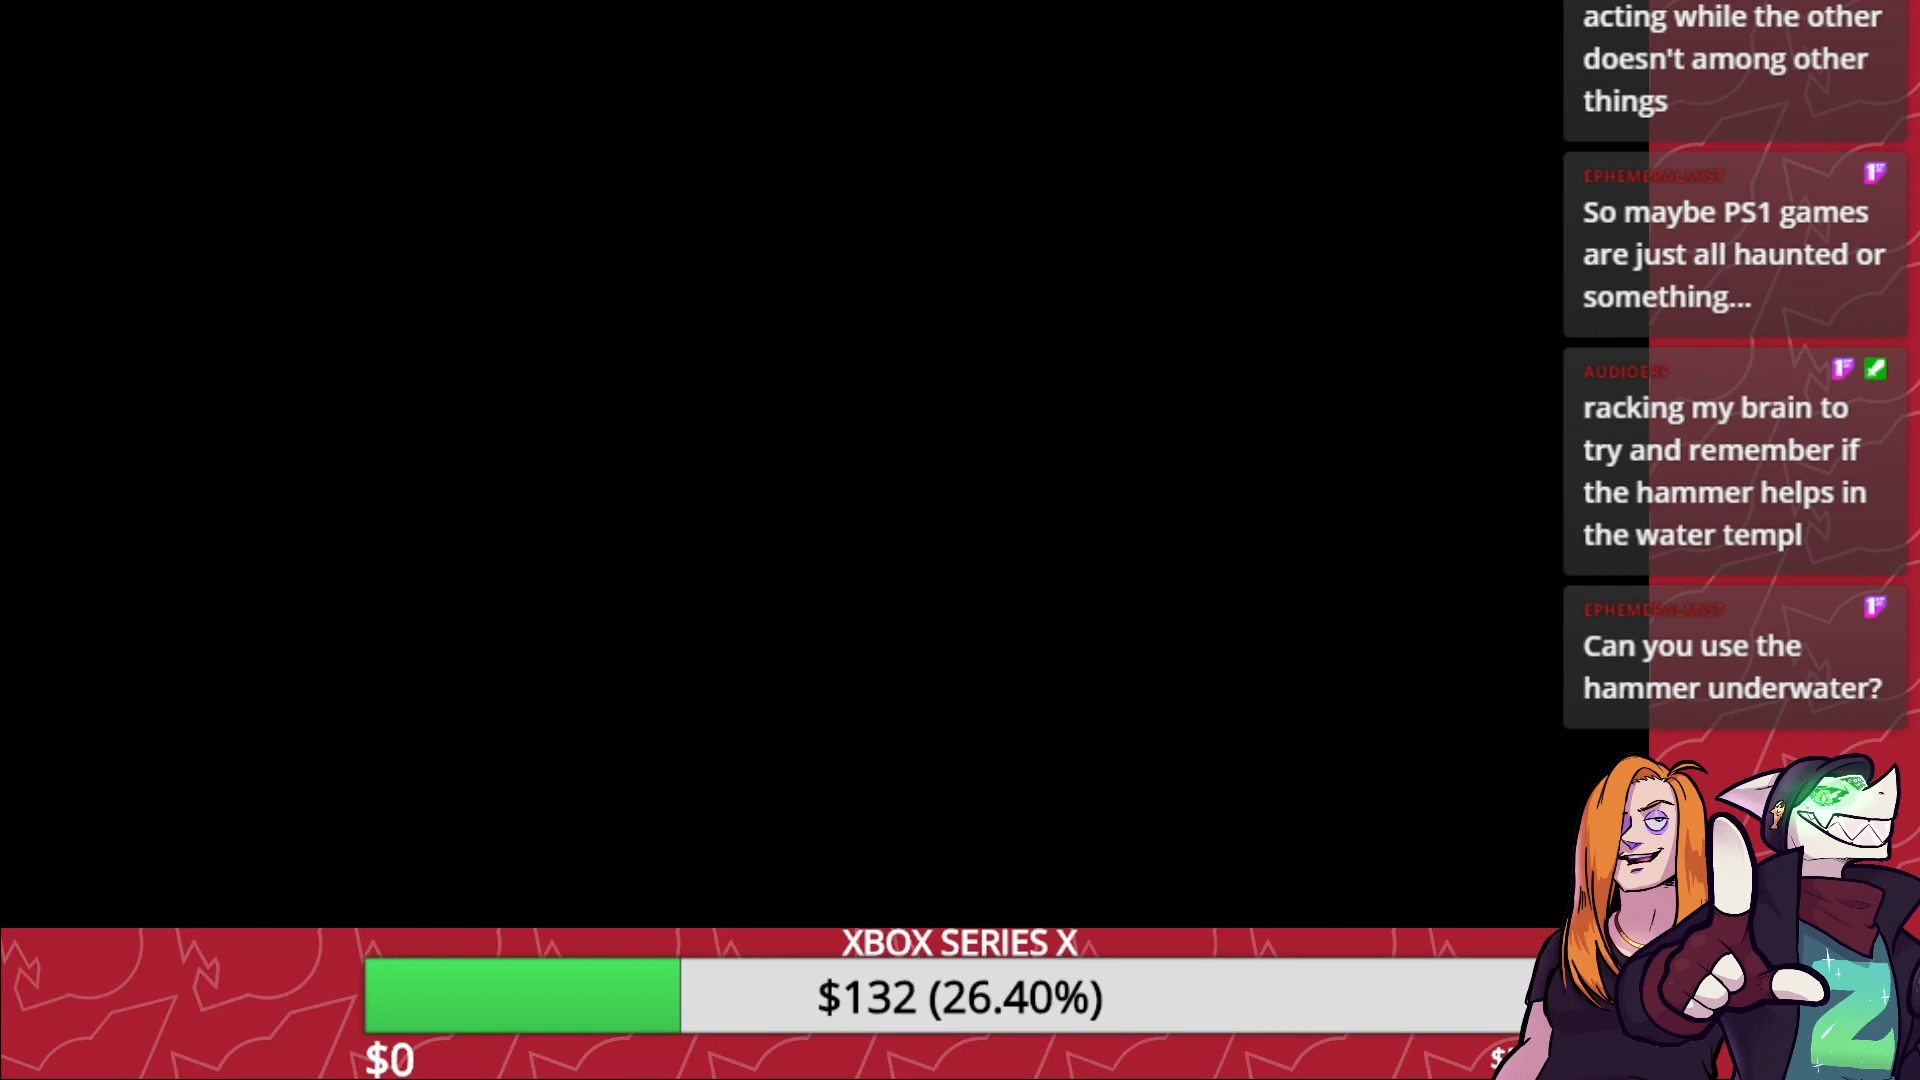 acting while the other
doesn't among other
things
EPHEMERALMIST
So maybe PS1 games
are just all haunted or
something...
racking my brain to
try and remember if
the hammer helps in
the water templ
EPHEMERALMIST
Can you use the
hammer underwater?
XBOX SERIES X
$132 (26.40%)
$0
Z